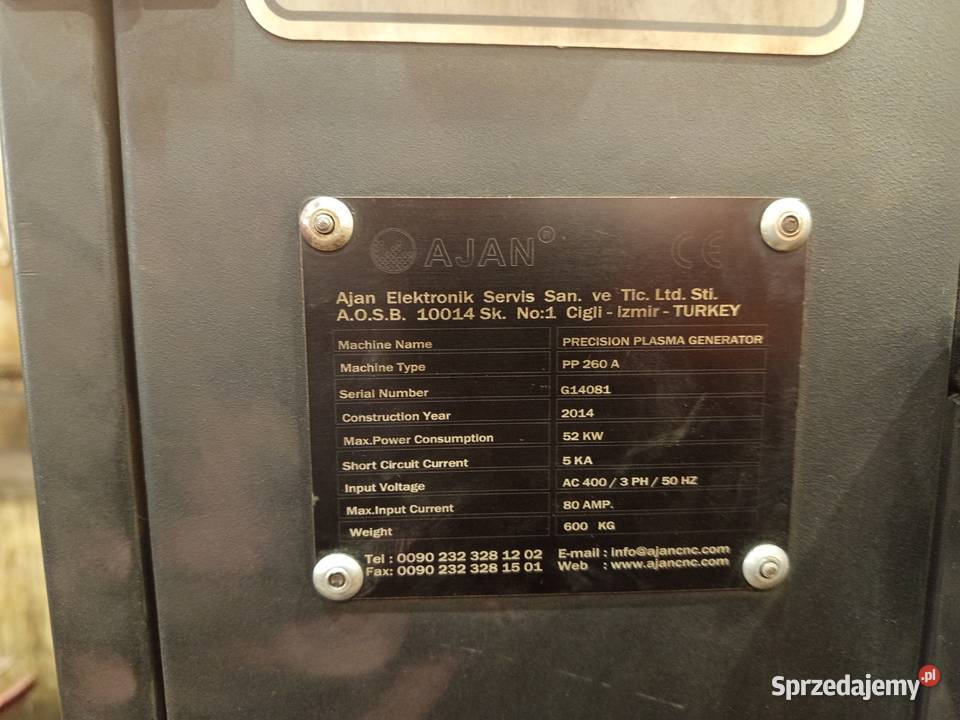 AJAN® CE
Ajan Elektronik Servis San. ve Tic. Ltd. Sti.
A.O.S.B. 10014 Sk. No:1 Cigli - Izmir - TURKEY
Machine Name PRECISION PLASMA GENERATOR
Machine Type PP 260 A
Serial Number G14081
Construction Year 2014
Max.Power Consumption 52 KW
Short Circuit Current 5 KA
Input Voltage AC 400 / 3 PH / 50 HZ
Max.Input Current 80 AMP.
Weight 600 KG
Tel : 0090 232 328 12 02 E-mail : info@ajancnc.com
Fax: 0090 232 328 15 01 Web : www.ajancnc.com
Sprzedajemy.pl